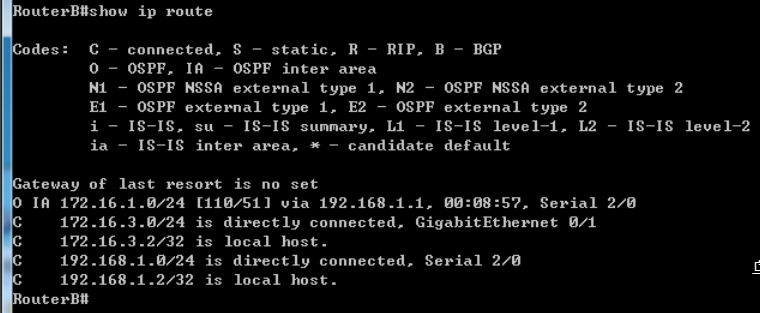 RouterB#show ip route
Codes:  C - connected, S - static, R - RIP, B - BGP
O - OSPF, IA - OSPF inter area
N1 - OSPF NSSA external type 1, N2 - OSPF NSSA external type 2
E1 - OSPF external type 1, E2 - OSPF external type 2
i - IS-IS, su - IS-IS summary, L1 - IS-IS level-1, L2 - IS-IS level-2
ia - IS-IS inter area, * - candidate default
Gateway of last resort is no set
O IA 172.16.1.0/24 [110/51] via 192.168.1.1, 00:08:57, Serial 2/0
C    172.16.3.0/24 is directly connected, GigabitEthernet 0/1
C    172.16.3.2/32 is local host.
C    192.168.1.0/24 is directly connected, Serial 2/0
C    192.168.1.2/32 is local host.
RouterB#